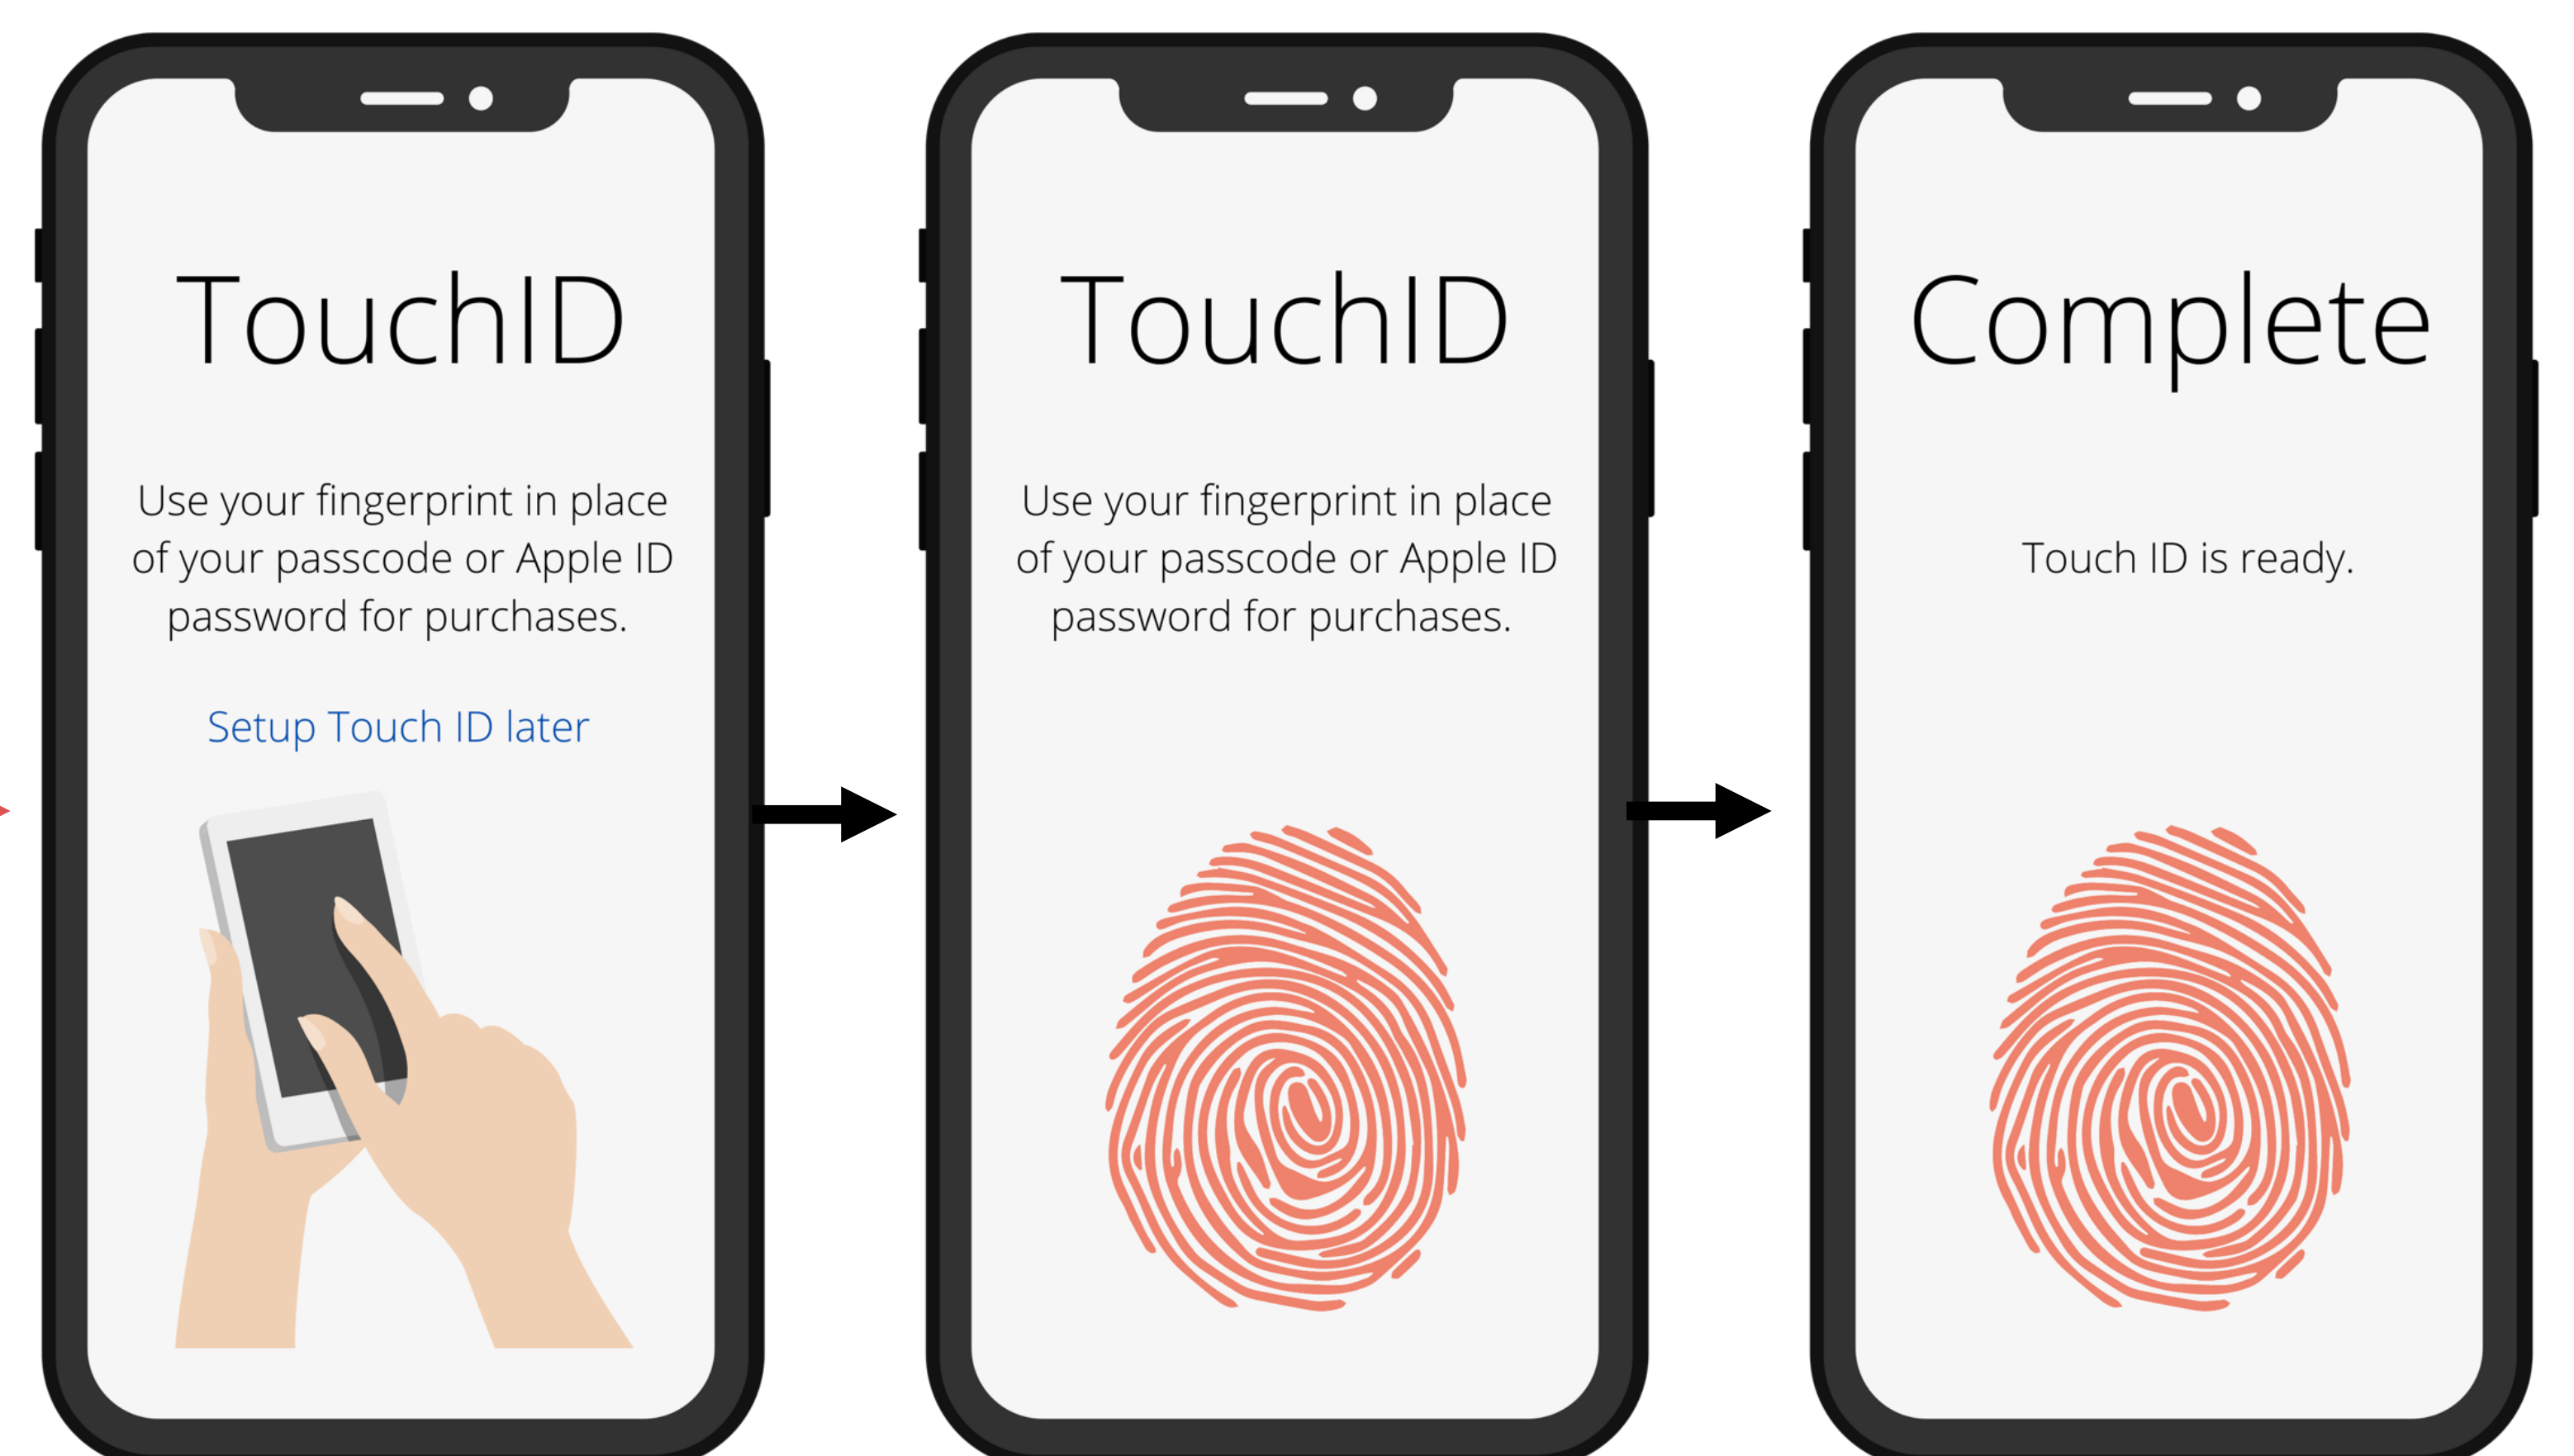 TouchID
Use your fingerprint in place
of your passcode or Apple ID
password for purchases.
Setup Touch ID later
TouchID
Use your fingerprint in place
of your passcode or Apple ID
password for purchases.
Complete
Touch ID is ready.